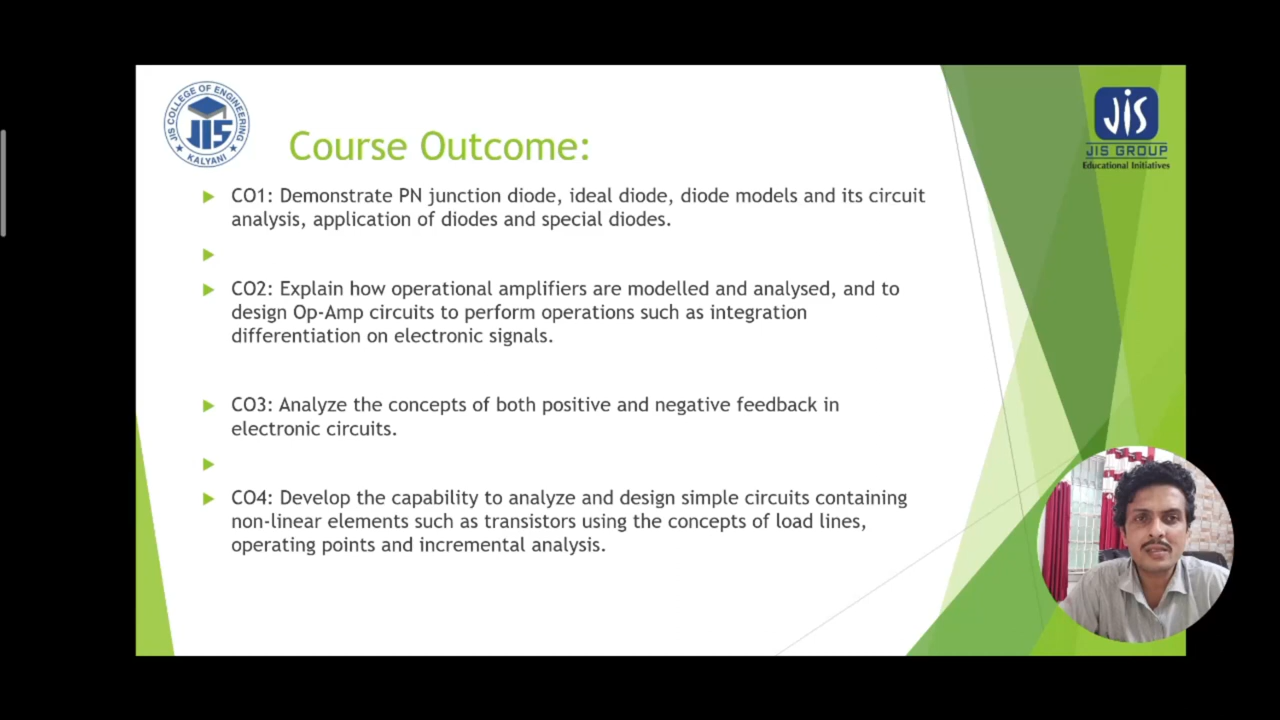 JIS COLLEGE OF ENGINEERING
JIS
KALYANI
JIS
JIS GROUP
Educational Initiatives
Course Outcome:
CO1: Demonstrate PN junction diode, ideal diode, diode models and its circuit
analysis, application of diodes and special diodes.
CO2: Explain how operational amplifiers are modelled and analysed, and to
design Op-Amp circuits to perform operations such as integration
differentiation on electronic signals.
CO3: Analyze the concepts of both positive and negative feedback in
electronic circuits.
CO4: Develop the capability to analyze and design simple circuits containing
non-linear elements such as transistors using the concepts of load lines,
operating points and incremental analysis.